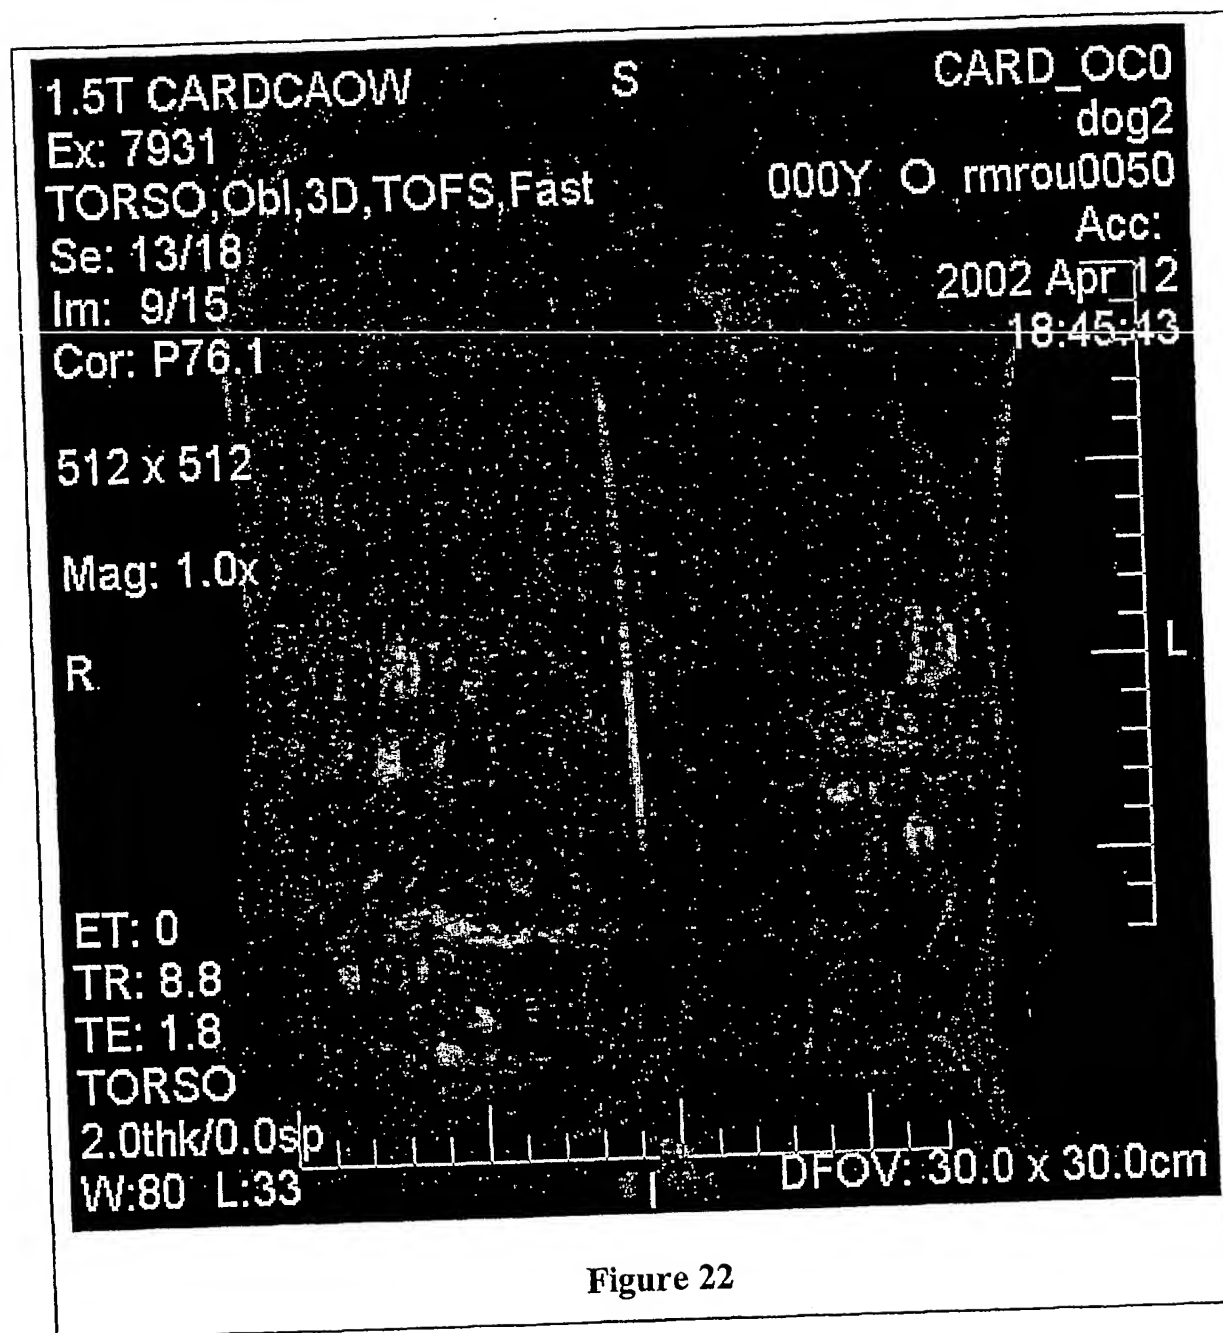 1.5T CARDCAOW
Ex: 7931
TORSO,Obl,3D,TOFS,Fast
Se: 13/18
Im: 9/15
Cor: P76.1
512 x 512
Mag: 1.0x
R
S
CARD_OC0
dog2
000Y O rmrou0050
Acc:
2002 Apr 12
18:45:43
L
ET: 0
TR: 8.8
TE: 1.8
TORSO
2.0thk/0.0sp
W:80 L:33
I
DFOV: 30.0 x 30.0cm
Figure 22